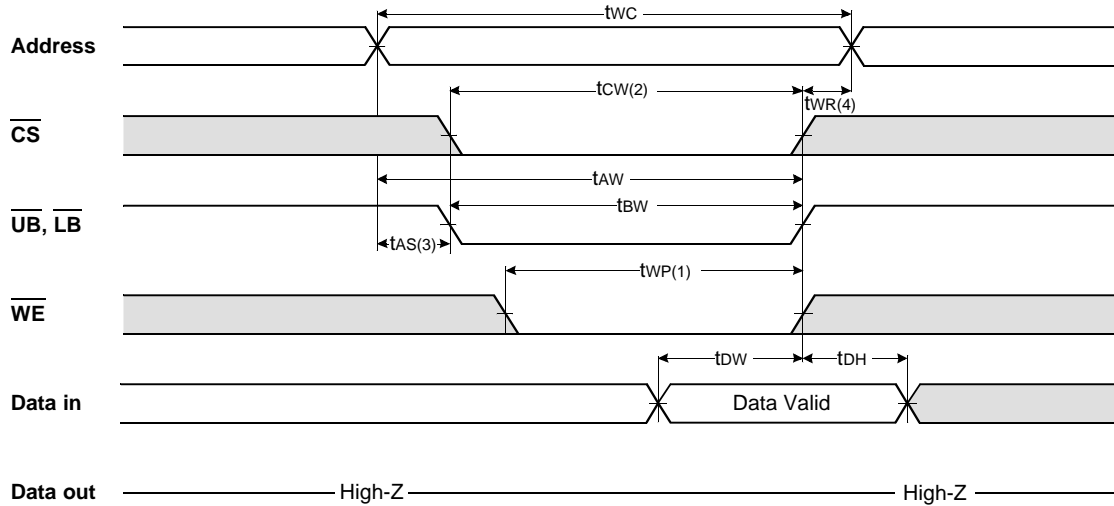 tWC
Address
tCW(2)
tWR(4)
CS
tAW
tBW
UB, LB
tAS(3)
tWP(1)
WE
tDW
tDH
Data in
Data Valid
Data out
High-Z
High-Z